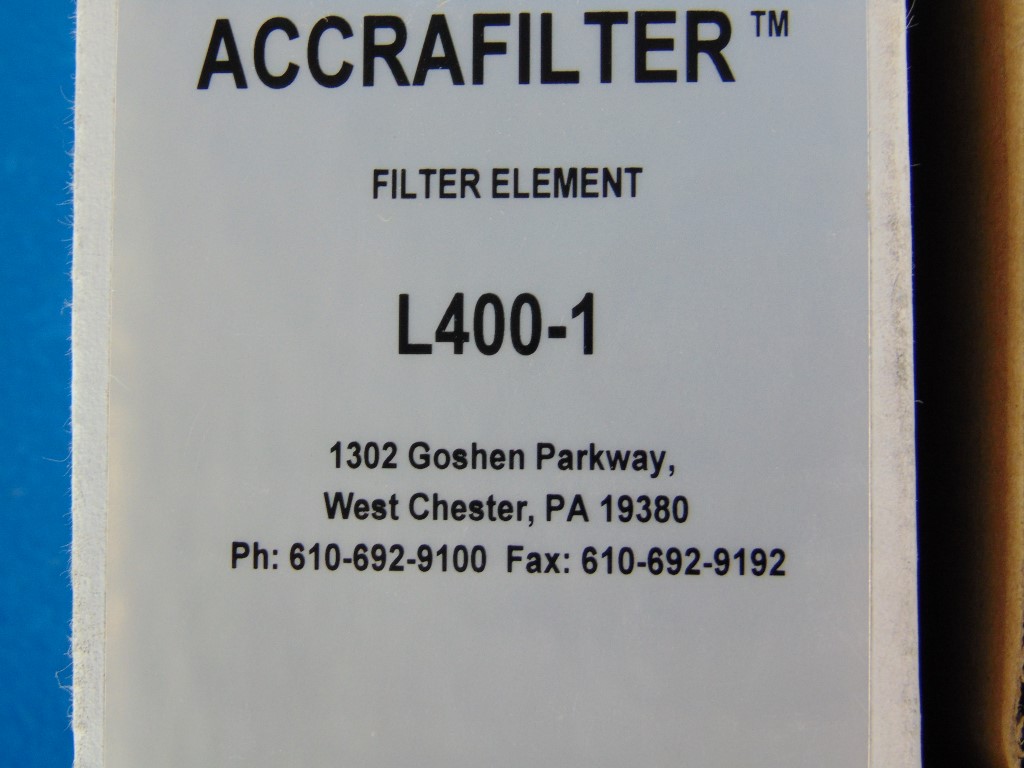 ACCRAFILTER™
FILTER ELEMENT
L400-1
1302 Goshen Parkway,
West Chester, PA 19380
Ph: 610-692-9100 Fax: 610-692-9192